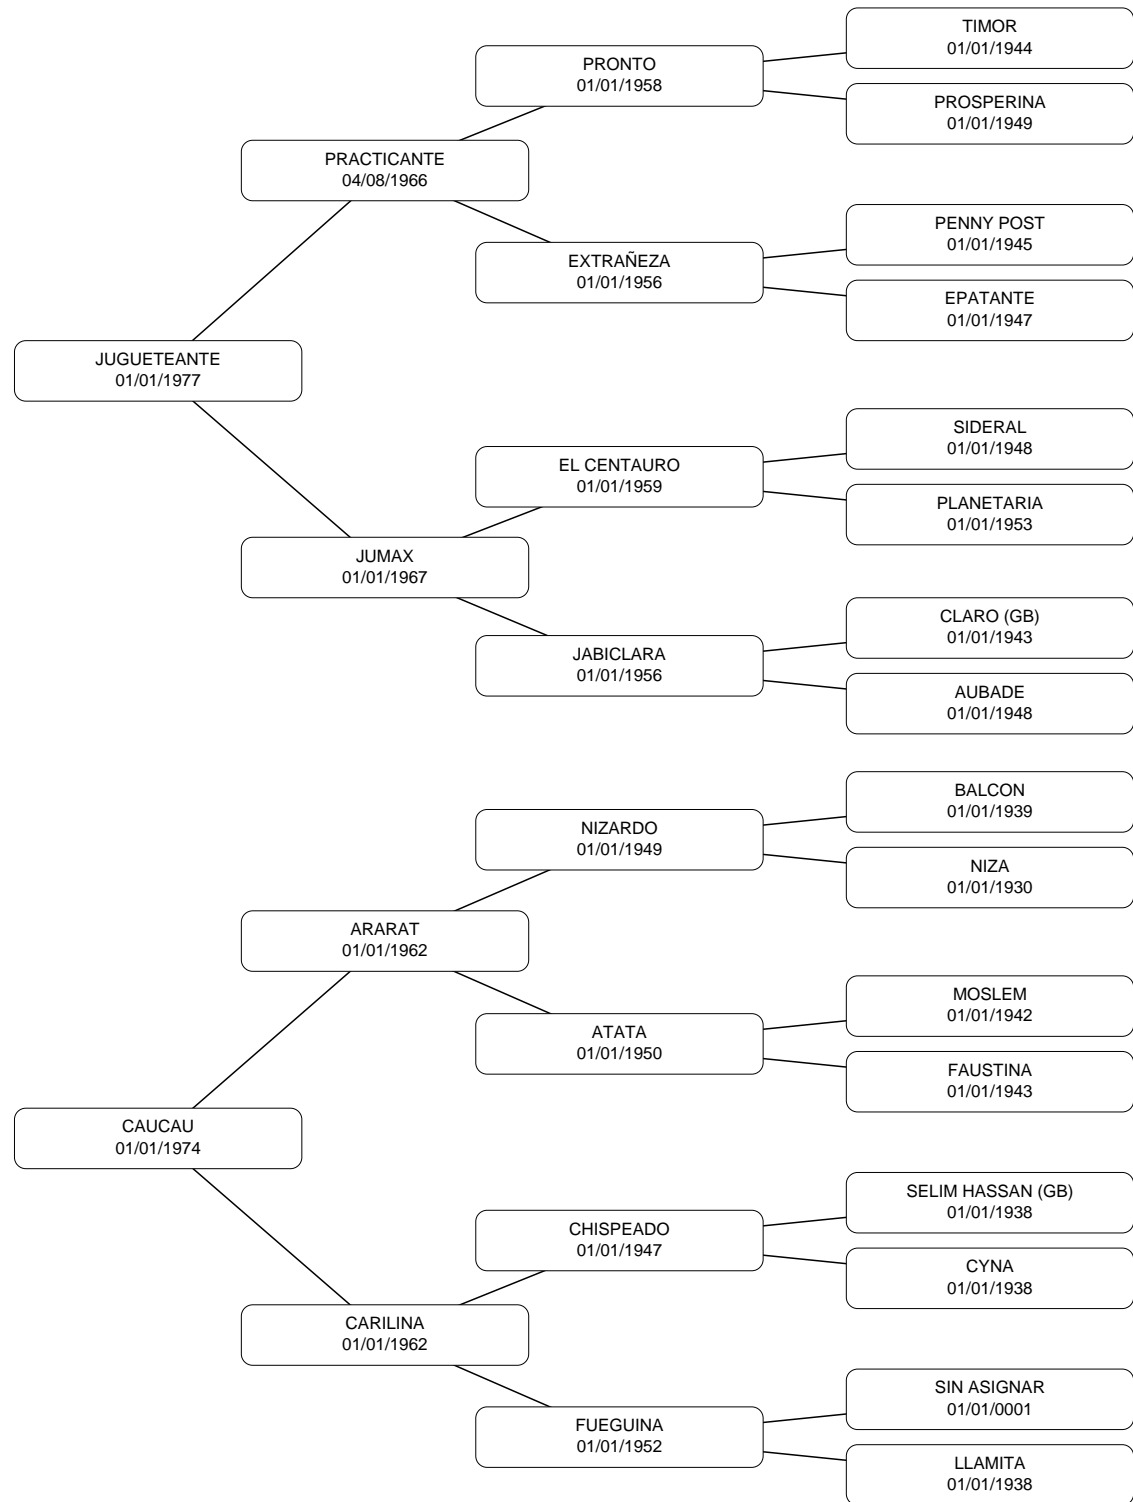 TIMOR
01/01/1944
PRONTO
01/01/1958
PROSPERINA
01/01/1949
PRACTICANTE
04/08/1966
PENNY POST
01/01/1945
EXTRAÑEZA
01/01/1956
EPATANTE
01/01/1947
JUGUETEANTE
01/01/1977
SIDERAL
01/01/1948
EL CENTAURO
01/01/1959
PLANETARIA
01/01/1953
JUMAX
01/01/1967
CLARO (GB)
01/01/1943
JABICLARA
01/01/1956
AUBADE
01/01/1948
BALCON
01/01/1939
NIZARDO
01/01/1949
NIZA
01/01/1930
ARARAT
01/01/1962
MOSLEM
01/01/1942
ATATA
01/01/1950
FAUSTINA
01/01/1943
CAUCAU
01/01/1974
SELIM HASSAN (GB)
01/01/1938
CHISPEADO
01/01/1947
CYNA
01/01/1938
CARILINA
01/01/1962
SIN ASIGNAR
01/01/0001
FUEGUINA
01/01/1952
LLAMITA
01/01/1938